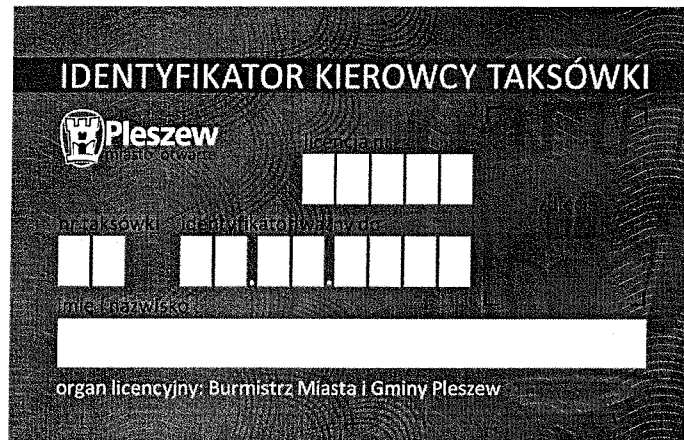 IDENTYFIKATOR KIEROWCY TAKSÓWKI
Pleszew
miasto otwarte
licencja nr
nr taksówki identyfikator ważny do
imię i nazwisko
organ licencyjny: Burmistrz Miasta i Gminy Pleszew